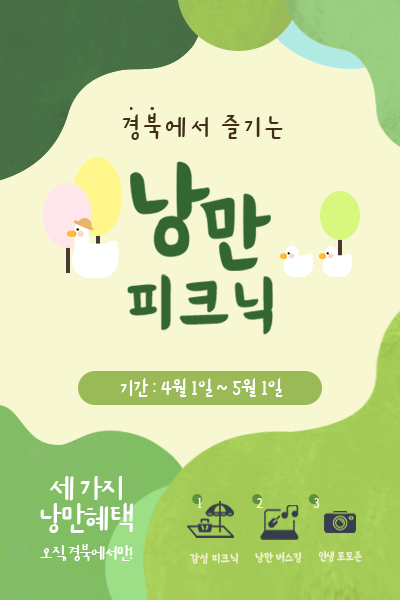 경북에서 즐기는
낭만
피크닉
기간 : 4월 1일 ~ 5월 1일
세 가지
낭만혜택
오직, 경북에서만!
1 2 3
감성 피크닉 낭만 버스킹 인생 포토존